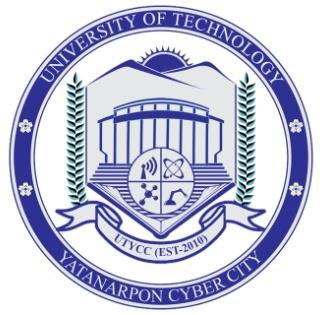 UNIVERSITY OF TECHNOLOGY
UTYCC (EST-2010)
YATANARPON CYBER CITY